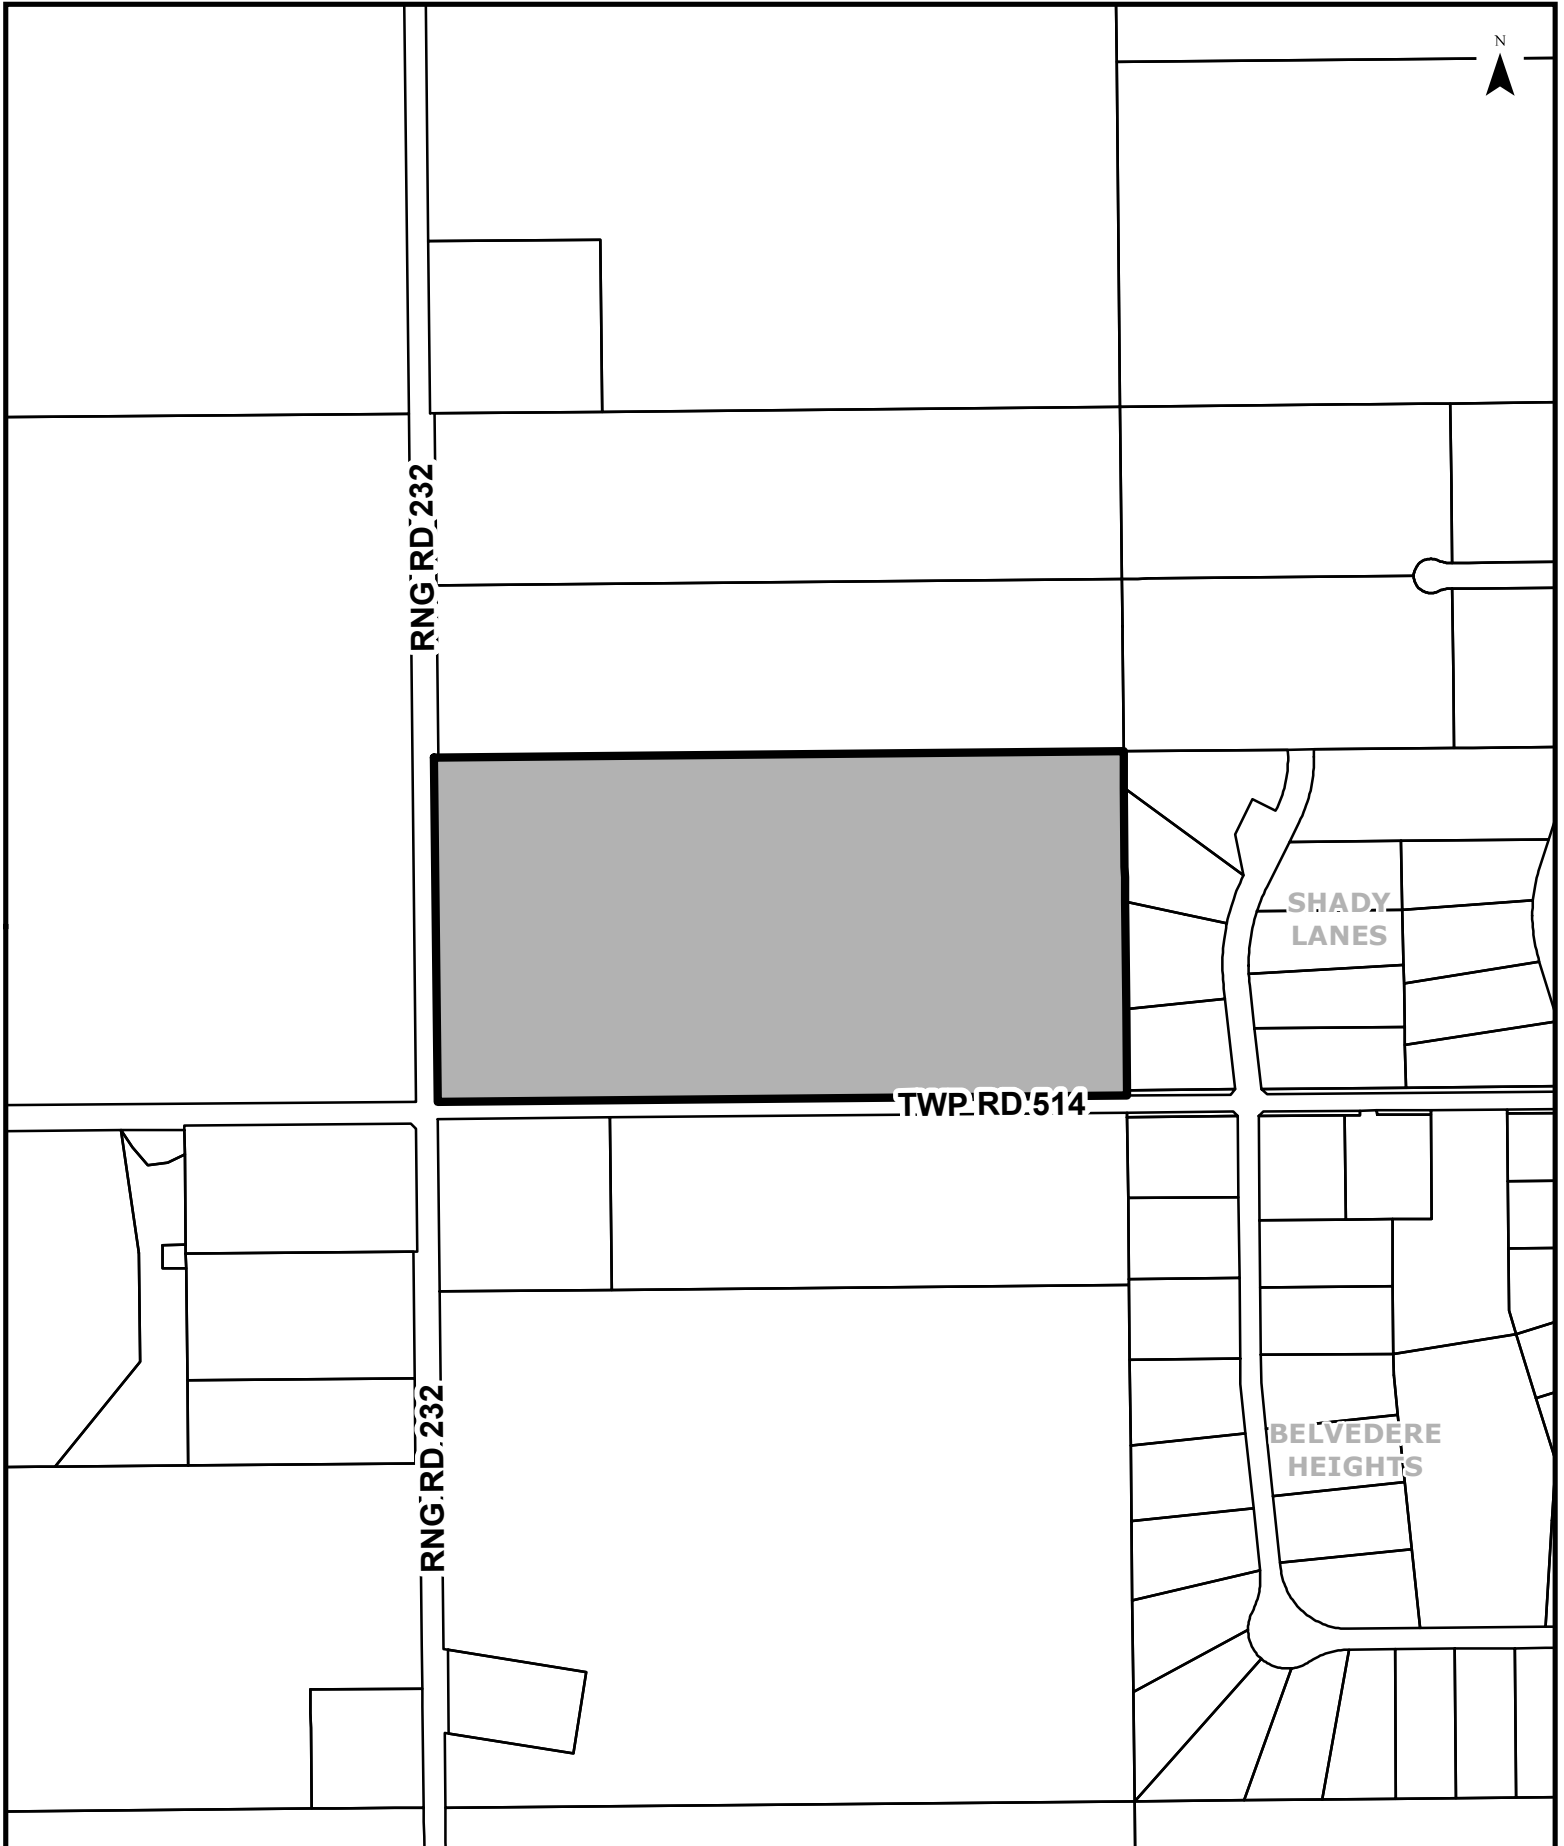 N
RNG RD 232
SHADY
LANES
TWP RD 514
RNG RD 232
BELVEDERE
HEIGHTS